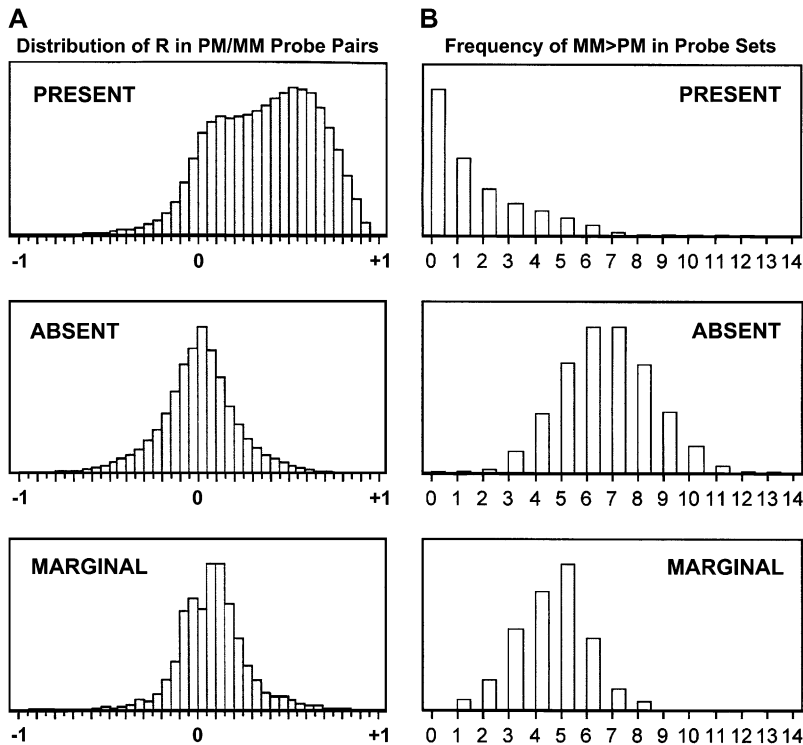 A
Distribution of R in PM/MM Probe Pairs
PRESENT
-1 0 +1
ABSENT
-1 0 +1
MARGINAL
-1 0 +1
B
Frequency of MM>PM in Probe Sets
PRESENT
0 1 2 3 4 5 6 7 8 9 10 11 12 13 14
ABSENT
0 1 2 3 4 5 6 7 8 9 10 11 12 13 14
MARGINAL
0 1 2 3 4 5 6 7 8 9 10 11 12 13 14